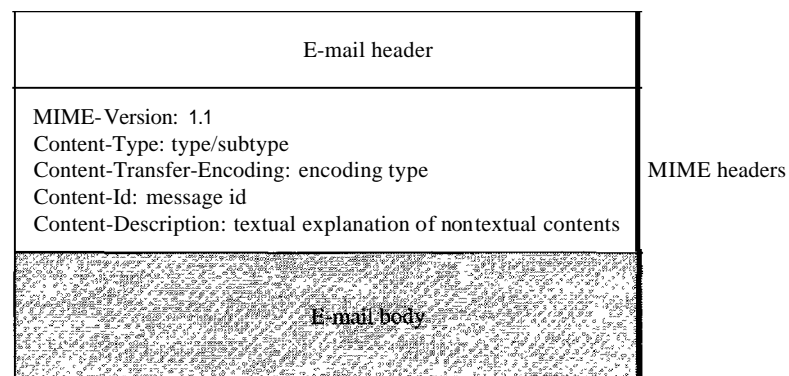 E-mail header
MIME-Version: 1.1
Content-Type: type/subtype
Content-Transfer-Encoding: encoding type
Content-Id: message id
Content-Description: textual explanation of nontextual contents
MIME headers
E-mail body